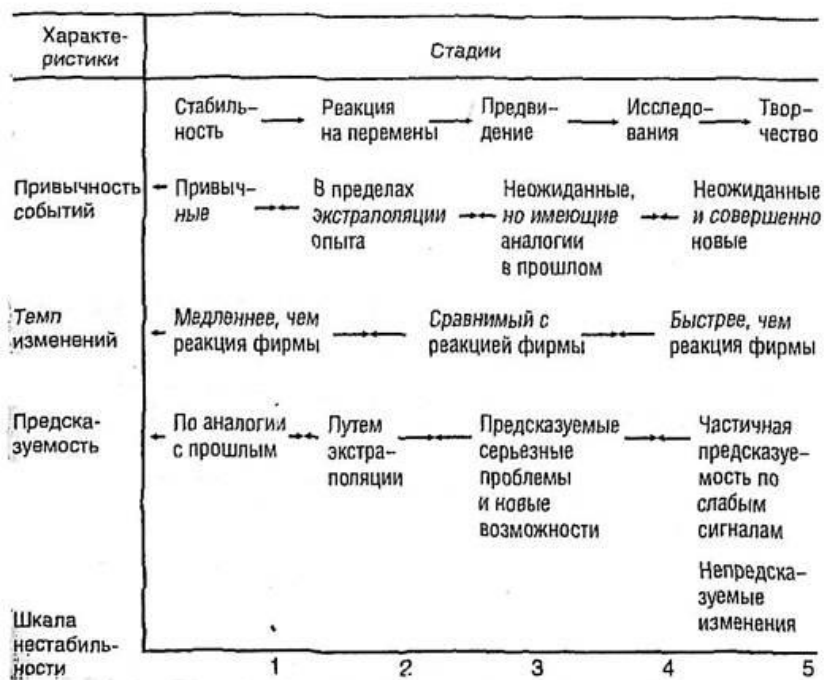 Характе-
ристики
Стадии
Стабиль-
ность
Реакция
на перемены
Предви-
дение
Исследо-
вания
Твор-
чество
Привычность
событий
Привыч-
ные
В пределах
экстраполяции
опыта
Неожиданные,
но имеющие
аналогии
в прошлом
Неожиданные
и совершенно
новые
Темп
изменений
Медленнее, чем
реакция фирмы
Сравнимый с
реакцией фирмы
Быстрее, чем
реакция фирмы
Предска-
зуемость
По аналогии
с прошлым
Путем
экстра-
поляции
Предсказуемые
серьезные
проблемы
и новые
возможности
Частичная
предсказуе-
мость по
слабым
сигналам
Непредска-
зуемые
изменения
Шкала
нестабиль-
ности
1 2 3 4 5